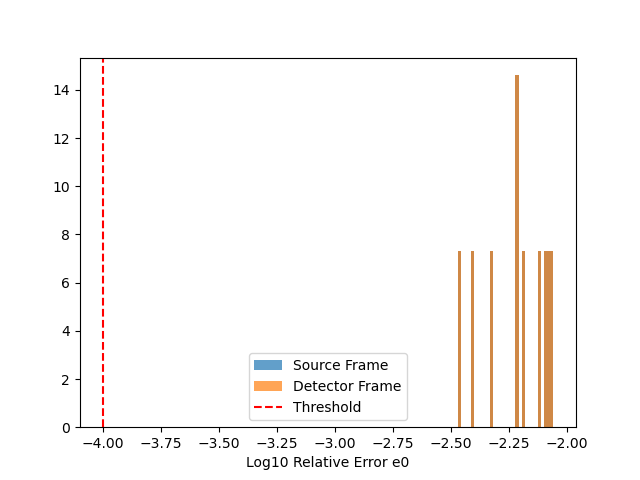 14
12
10
8
6
4
2
0
−4.00 −3.75 −3.50 −3.25 −3.00 −2.75 −2.50 −2.25 −2.00
Log10 Relative Error e0
Source Frame
Detector Frame
Threshold